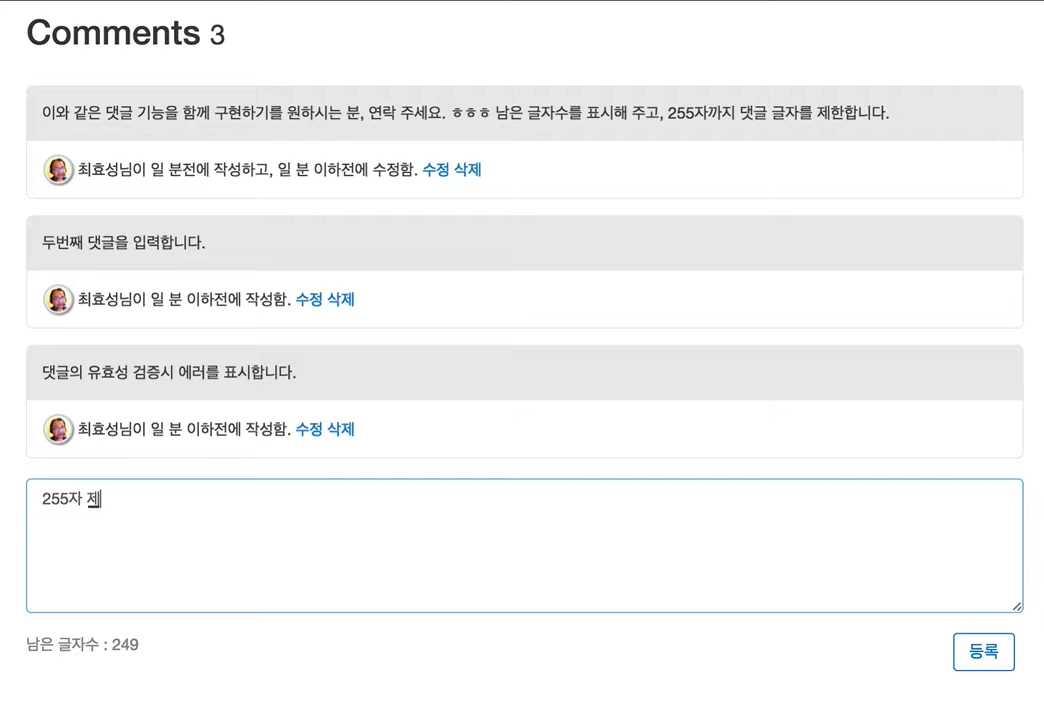 Comments 3
이와 같은 댓글 기능을 함께 구현하기를 원하시는 분, 연락 주세요. ㅎㅎㅎ 남은 글자수를 표시해 주고, 255자까지 댓글 글자를 제한합니다.
최효성님이 일 분전에 작성하고, 일 분 이하전에 수정함. 수정 삭제
두번째 댓글을 입력합니다.
최효성님이 일 분 이하전에 작성함. 수정 삭제
댓글의 유효성 검증시 에러를 표시합니다.
최효성님이 일 분 이하전에 작성함. 수정 삭제
255자 제
남은 글자수 : 249
등록